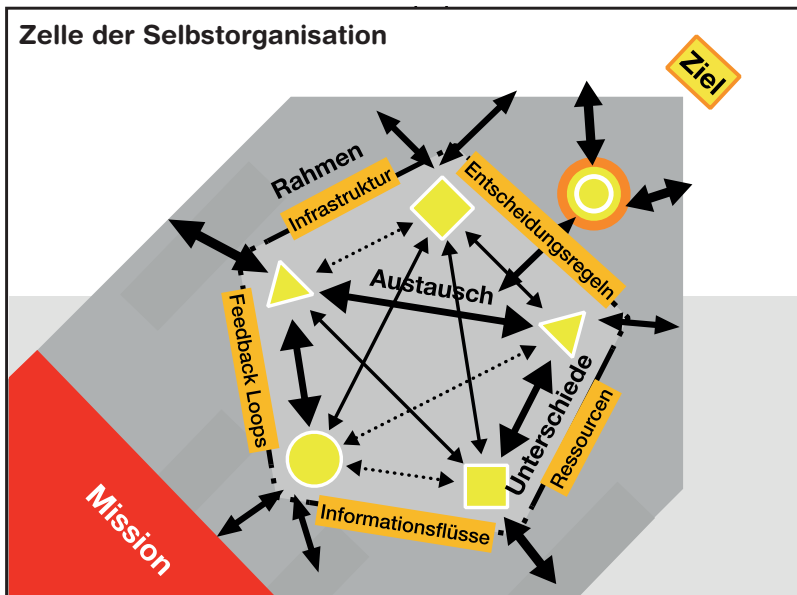 Zelle der Selbstorganisation
Ziel
Rahmen
Infrastruktur
Entscheidungsregeln
Austausch
Feedback Loops
Unterschiede
Ressourcen
Informationsflüsse
Mission